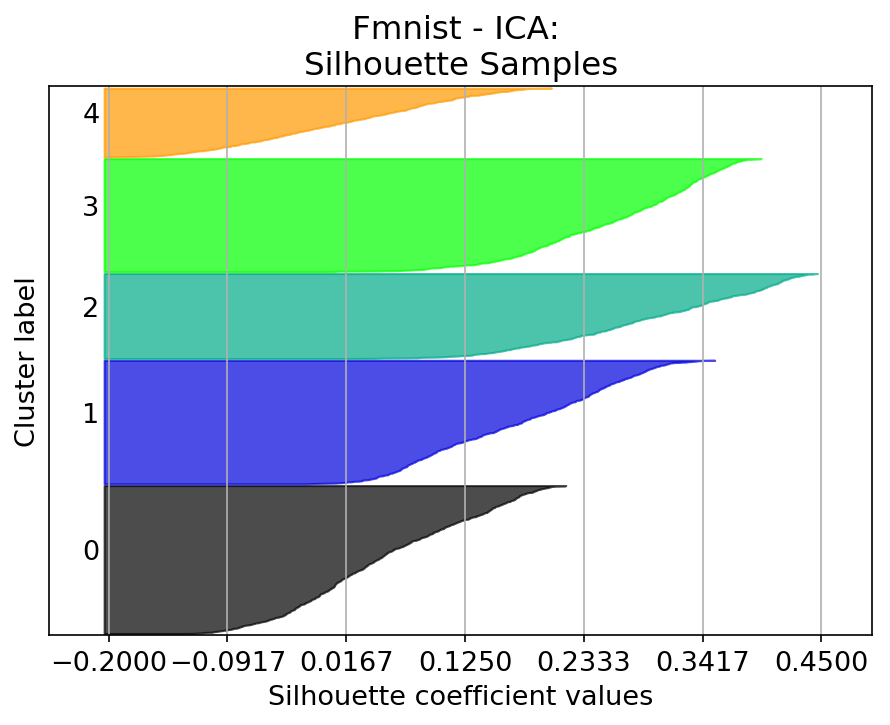 Fmnist - ICA:
Silhouette Samples
4
3
2
1
0
Cluster label
−0.2000 −0.0917 0.0167 0.1250 0.2333 0.3417 0.4500
Silhouette coefficient values